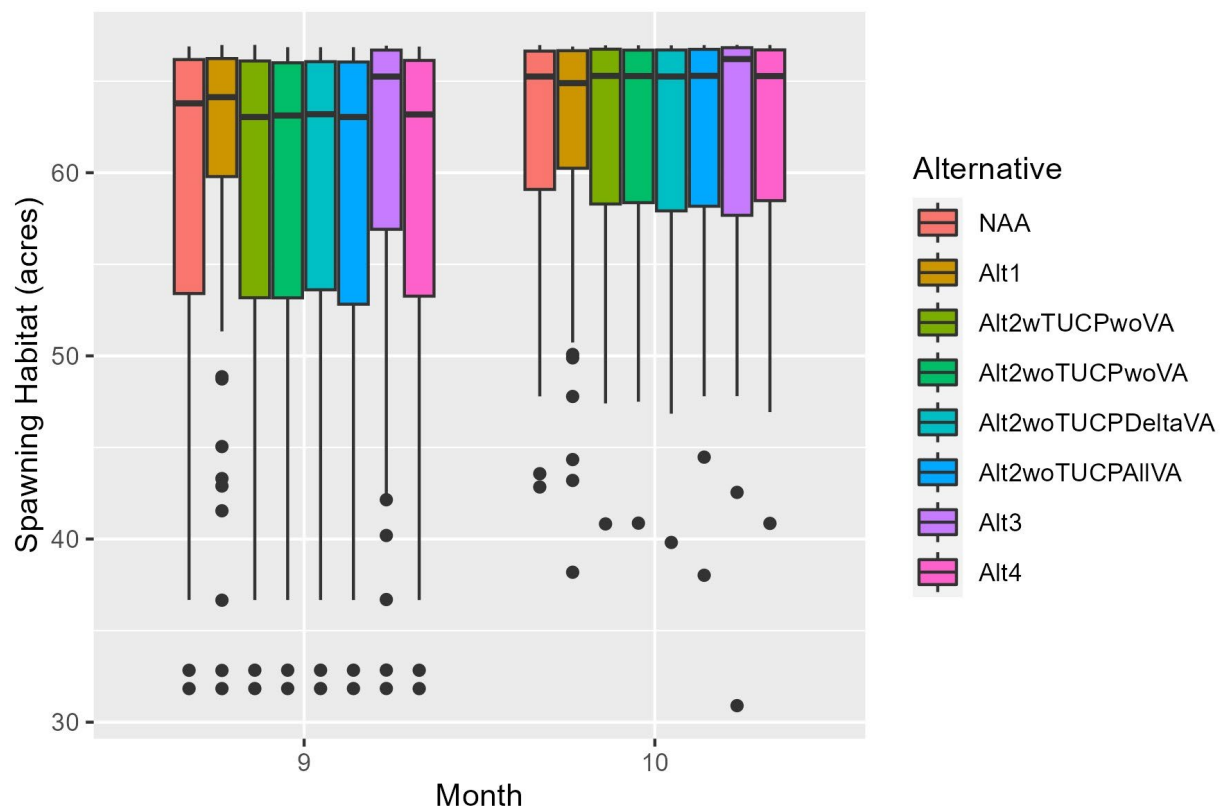 Spawning Habitat (acres)
60
50
40
30
9
10
Month
Alternative
NAA
Alt1
Alt2wTUCPwoVA
Alt2woTUCPwoVA
Alt2woTUCPDeltaVA
Alt2woTUCPAllVA
Alt3
Alt4